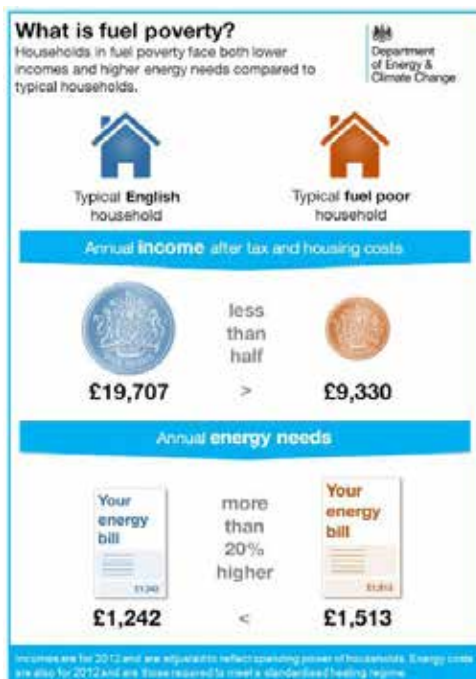 What is fuel poverty?
Households in fuel poverty face both lower
incomes and higher energy needs compared to
typical households.
Department
of Energy &
Climate Change
Typical English
household
Typical fuel poor
household
Annual income after tax and housing costs
less
than
half
£19,707
>
£9,330
Annual energy needs
Your
energy
bill
£1,242
more
than
20%
higher
Your
energy
bill
£1,513
£1,242
<
£1,513
Incomes are for 2012 and are adjusted to reflect spending power of households. Energy costs
are also for 2012 and are those required to meet a standardised heating regime.